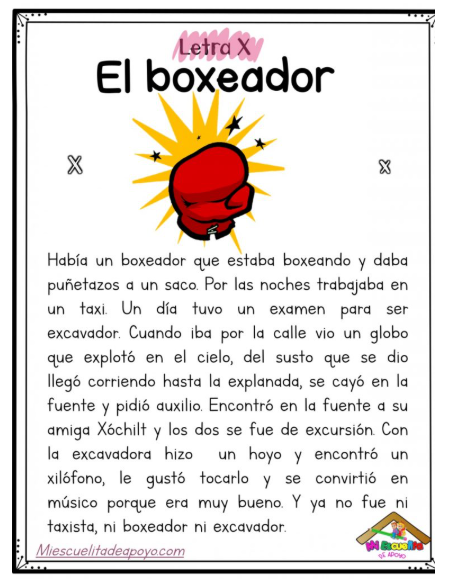 Letra X
El boxeador
X x
Había un boxeador que estaba boxeando y daba
puñetazos a un saco. Por las noches trabajaba en
un taxi. Un día tuvo un examen para ser
excavador. Cuando iba por la calle vio un globo
que explotó en el cielo, del susto que se dio
llegó corriendo hasta la explanada, se cayó en la
fuente y pidió auxilio. Encontró en la fuente a su
amiga Xóchilt y los dos se fue de excursión. Con
la excavadora hizo un hoyo y encontró un
xilófono, le gustó tocarlo y se convirtió en
músico porque era muy bueno. Y ya no fue ni
taxista, ni boxeador ni excavador.
Miescuelitadeapoyo.com
MI ESCUELITA
DE APOYO